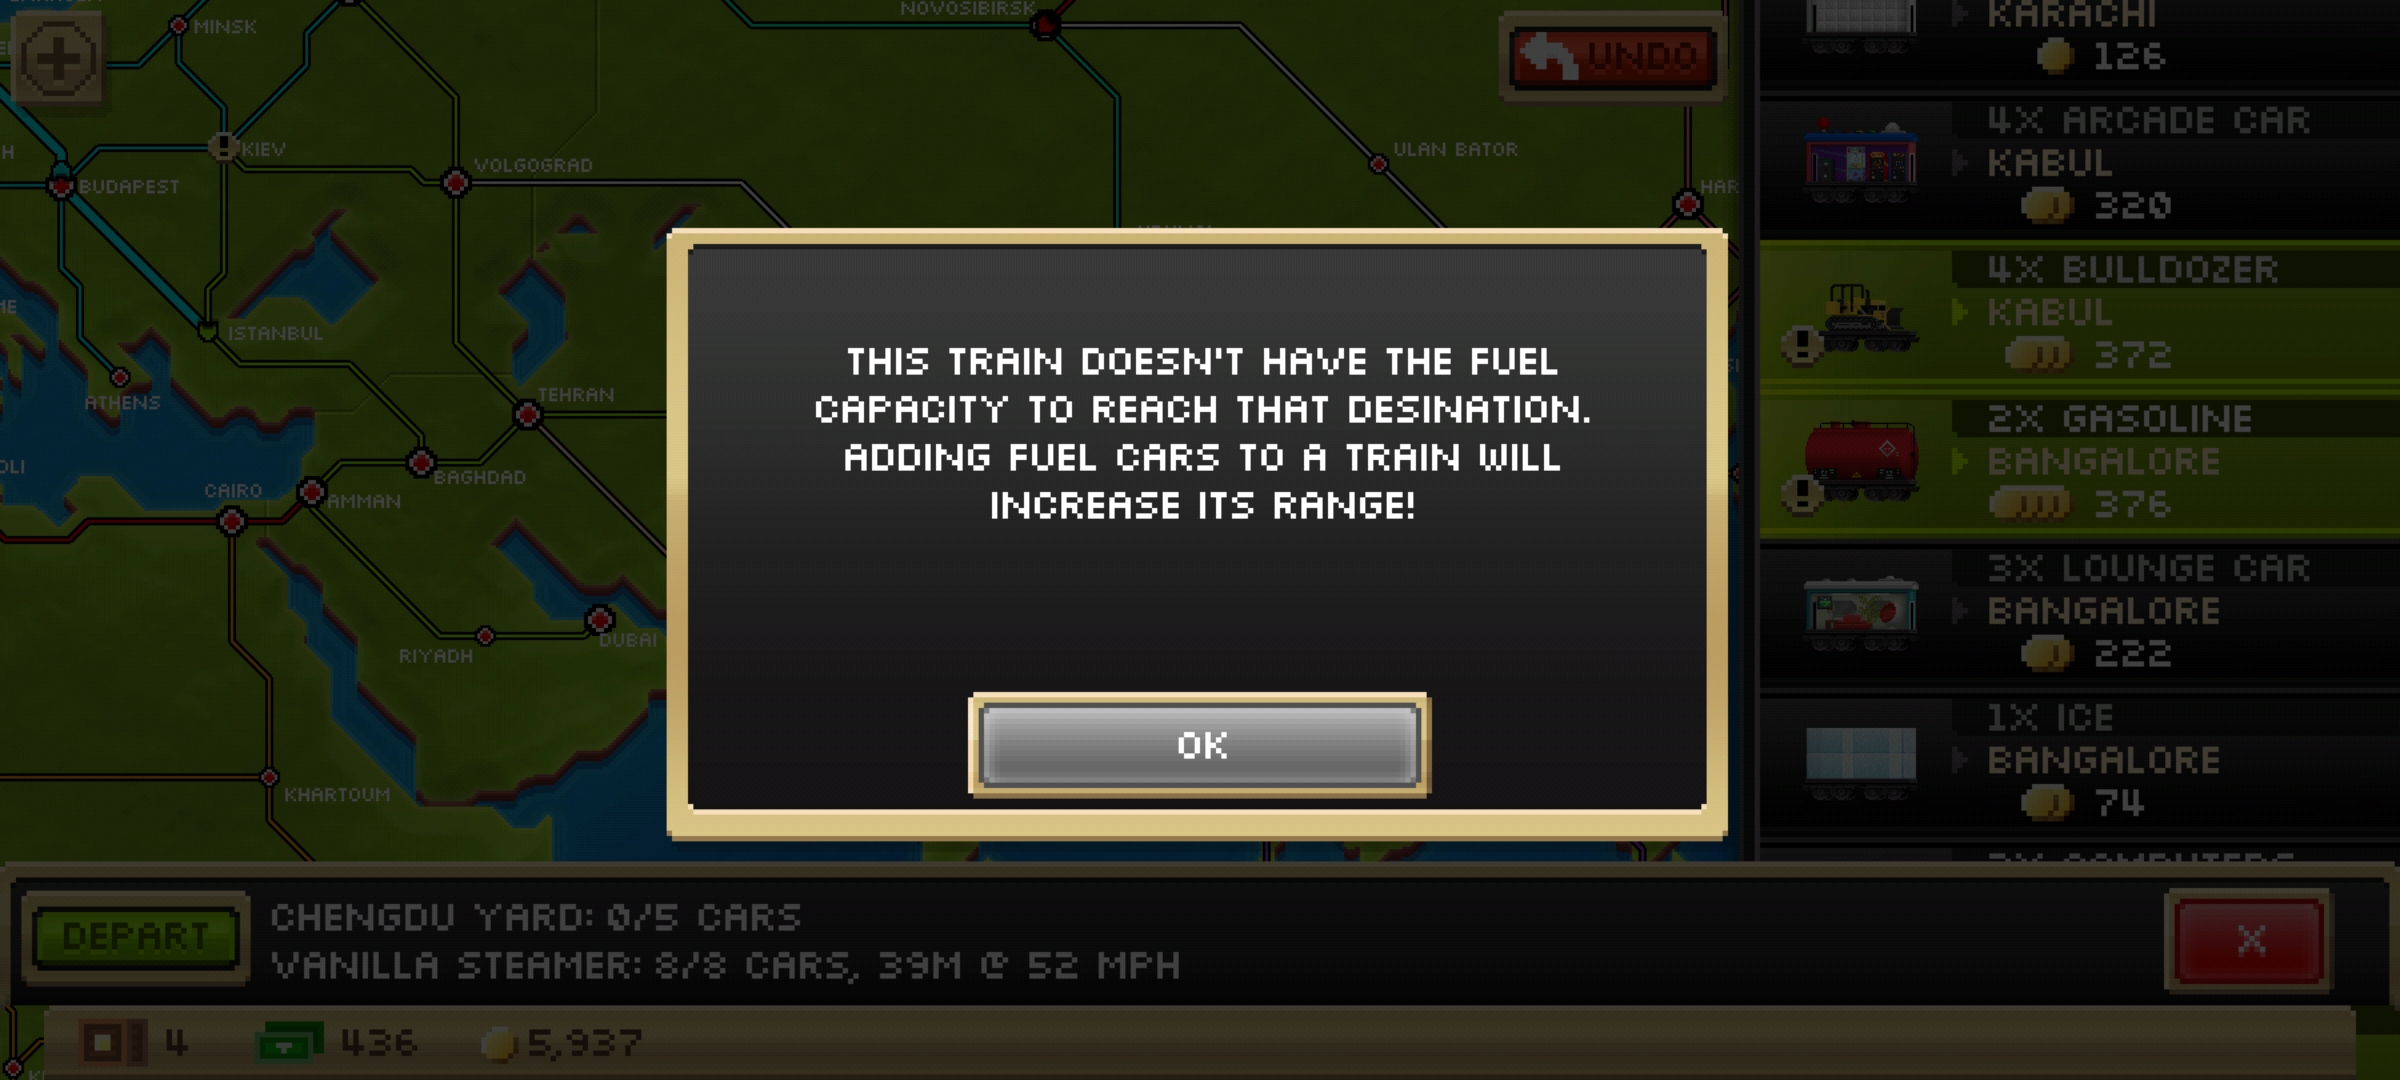 NOVOSIBIRSK
MINSK
KIEV
H
BUDAPEST
VOLGOGRAD
ULAN BATOR
HAR
ISTANBUL
ATHENS
TEHRAN
OLI
BAGHDAD
CAIRO
AMMAN
RIYADH
DUBAI
KHARTOUM
UNDO
KARACHI
126
4X ARCADE CAR
KABUL
320
4X BULLDOZER
KABUL
372
2X GASOLINE
BANGALORE
376
3X LOUNGE CAR
BANGALORE
222
1X ICE
BANGALORE
74
THIS TRAIN DOESN'T HAVE THE FUEL
CAPACITY TO REACH THAT DESINATION.
ADDING FUEL CARS TO A TRAIN WILL
INCREASE ITS RANGE!
OK
DEPART
CHENGDU YARD: 0/5 CARS
VANILLA STEAMER: 8/8 CARS, 39M @ 52 MPH
X
4
436
5,937